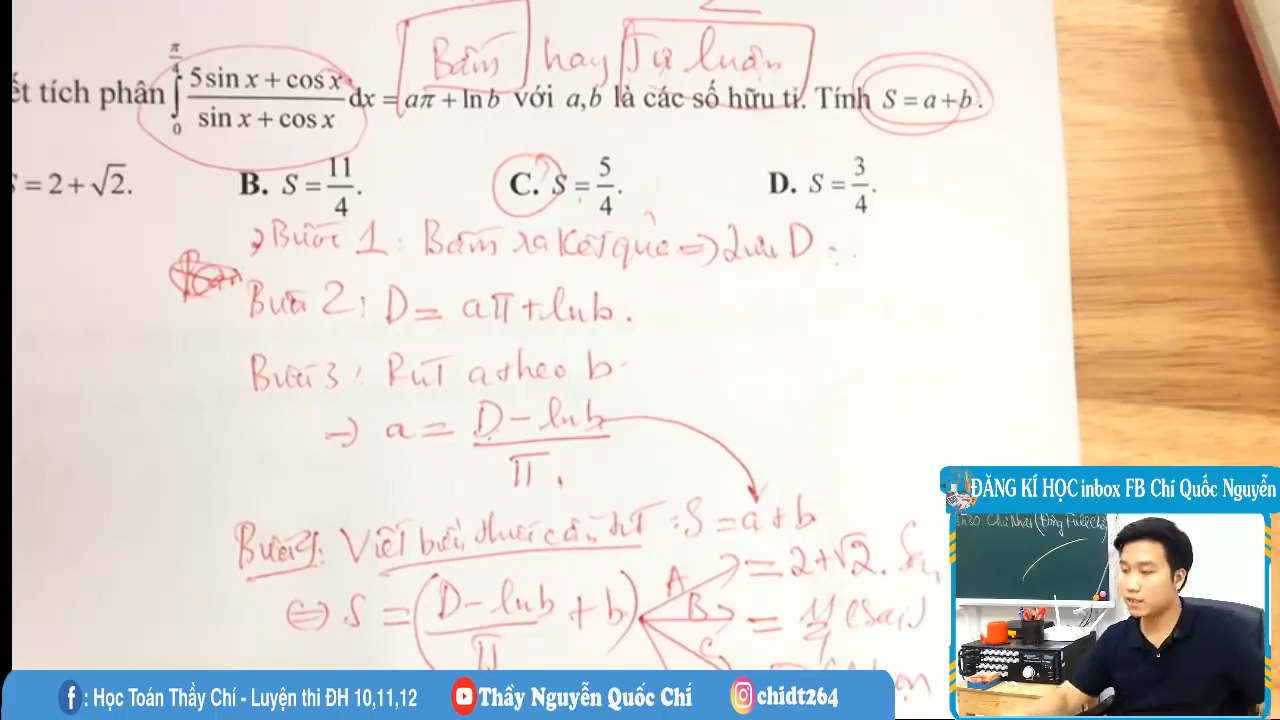 Bấm hay Tự luận
ết tích phân ∫₀^{π/4} (5sin x + cos x)/(sin x + cos x) dx = aπ + ln b với a,b là các số hữu tỉ. Tính S = a+b.
= 2 + √2. B. S = 11/4. C. S = 5/4. D. S = 3/4.
Bước 1: Bấm ra kết quả => Lưu D
Bước 2: D = aπ + ln b.
Bước 3: Rút a theo b
=> a = (D - ln b)/π
Bước 4: Viết biểu thức cần tìm: S = a + b
A = 2+√2.
<=> S = ((D - ln b)/π + b) B = 11/4 (sai)
C
ĐĂNG KÍ HỌC inbox FB Chí Quốc Nguyễn
: Học Toán Thầy Chí - Luyện thi ĐH 10,11,12 Thầy Nguyễn Quốc Chí chidt264